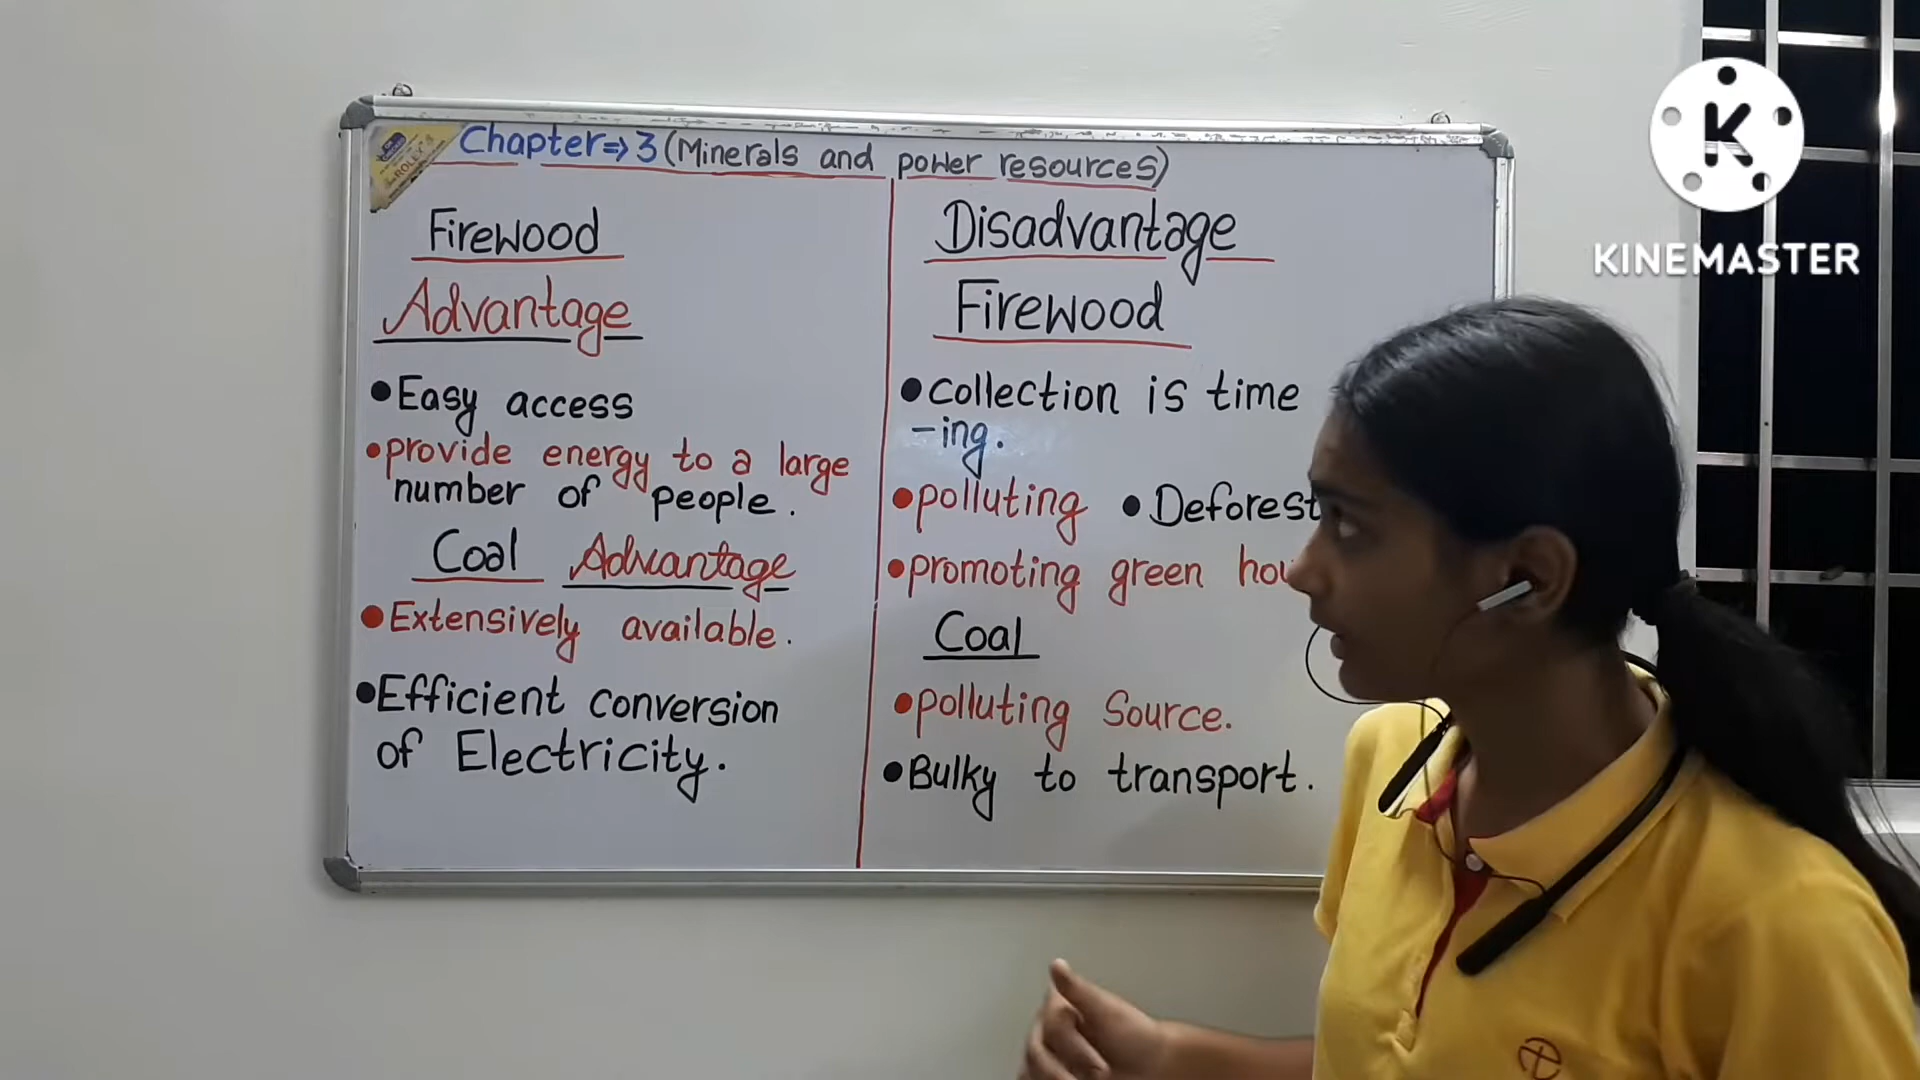 Chapter⇒3 (Minerals and power resources)
Firewood
Advantage
• Easy access
• provide energy to a large
number of people.
Coal Advantage
• Extensively available.
• Efficient conversion
of Electricity.
Disadvantage
Firewood
• Collection is time
-ing.
• polluting • Deforest
• promoting green hou
Coal
• polluting Source.
• Bulky to transport.
ROLEX
K
KINEMASTER